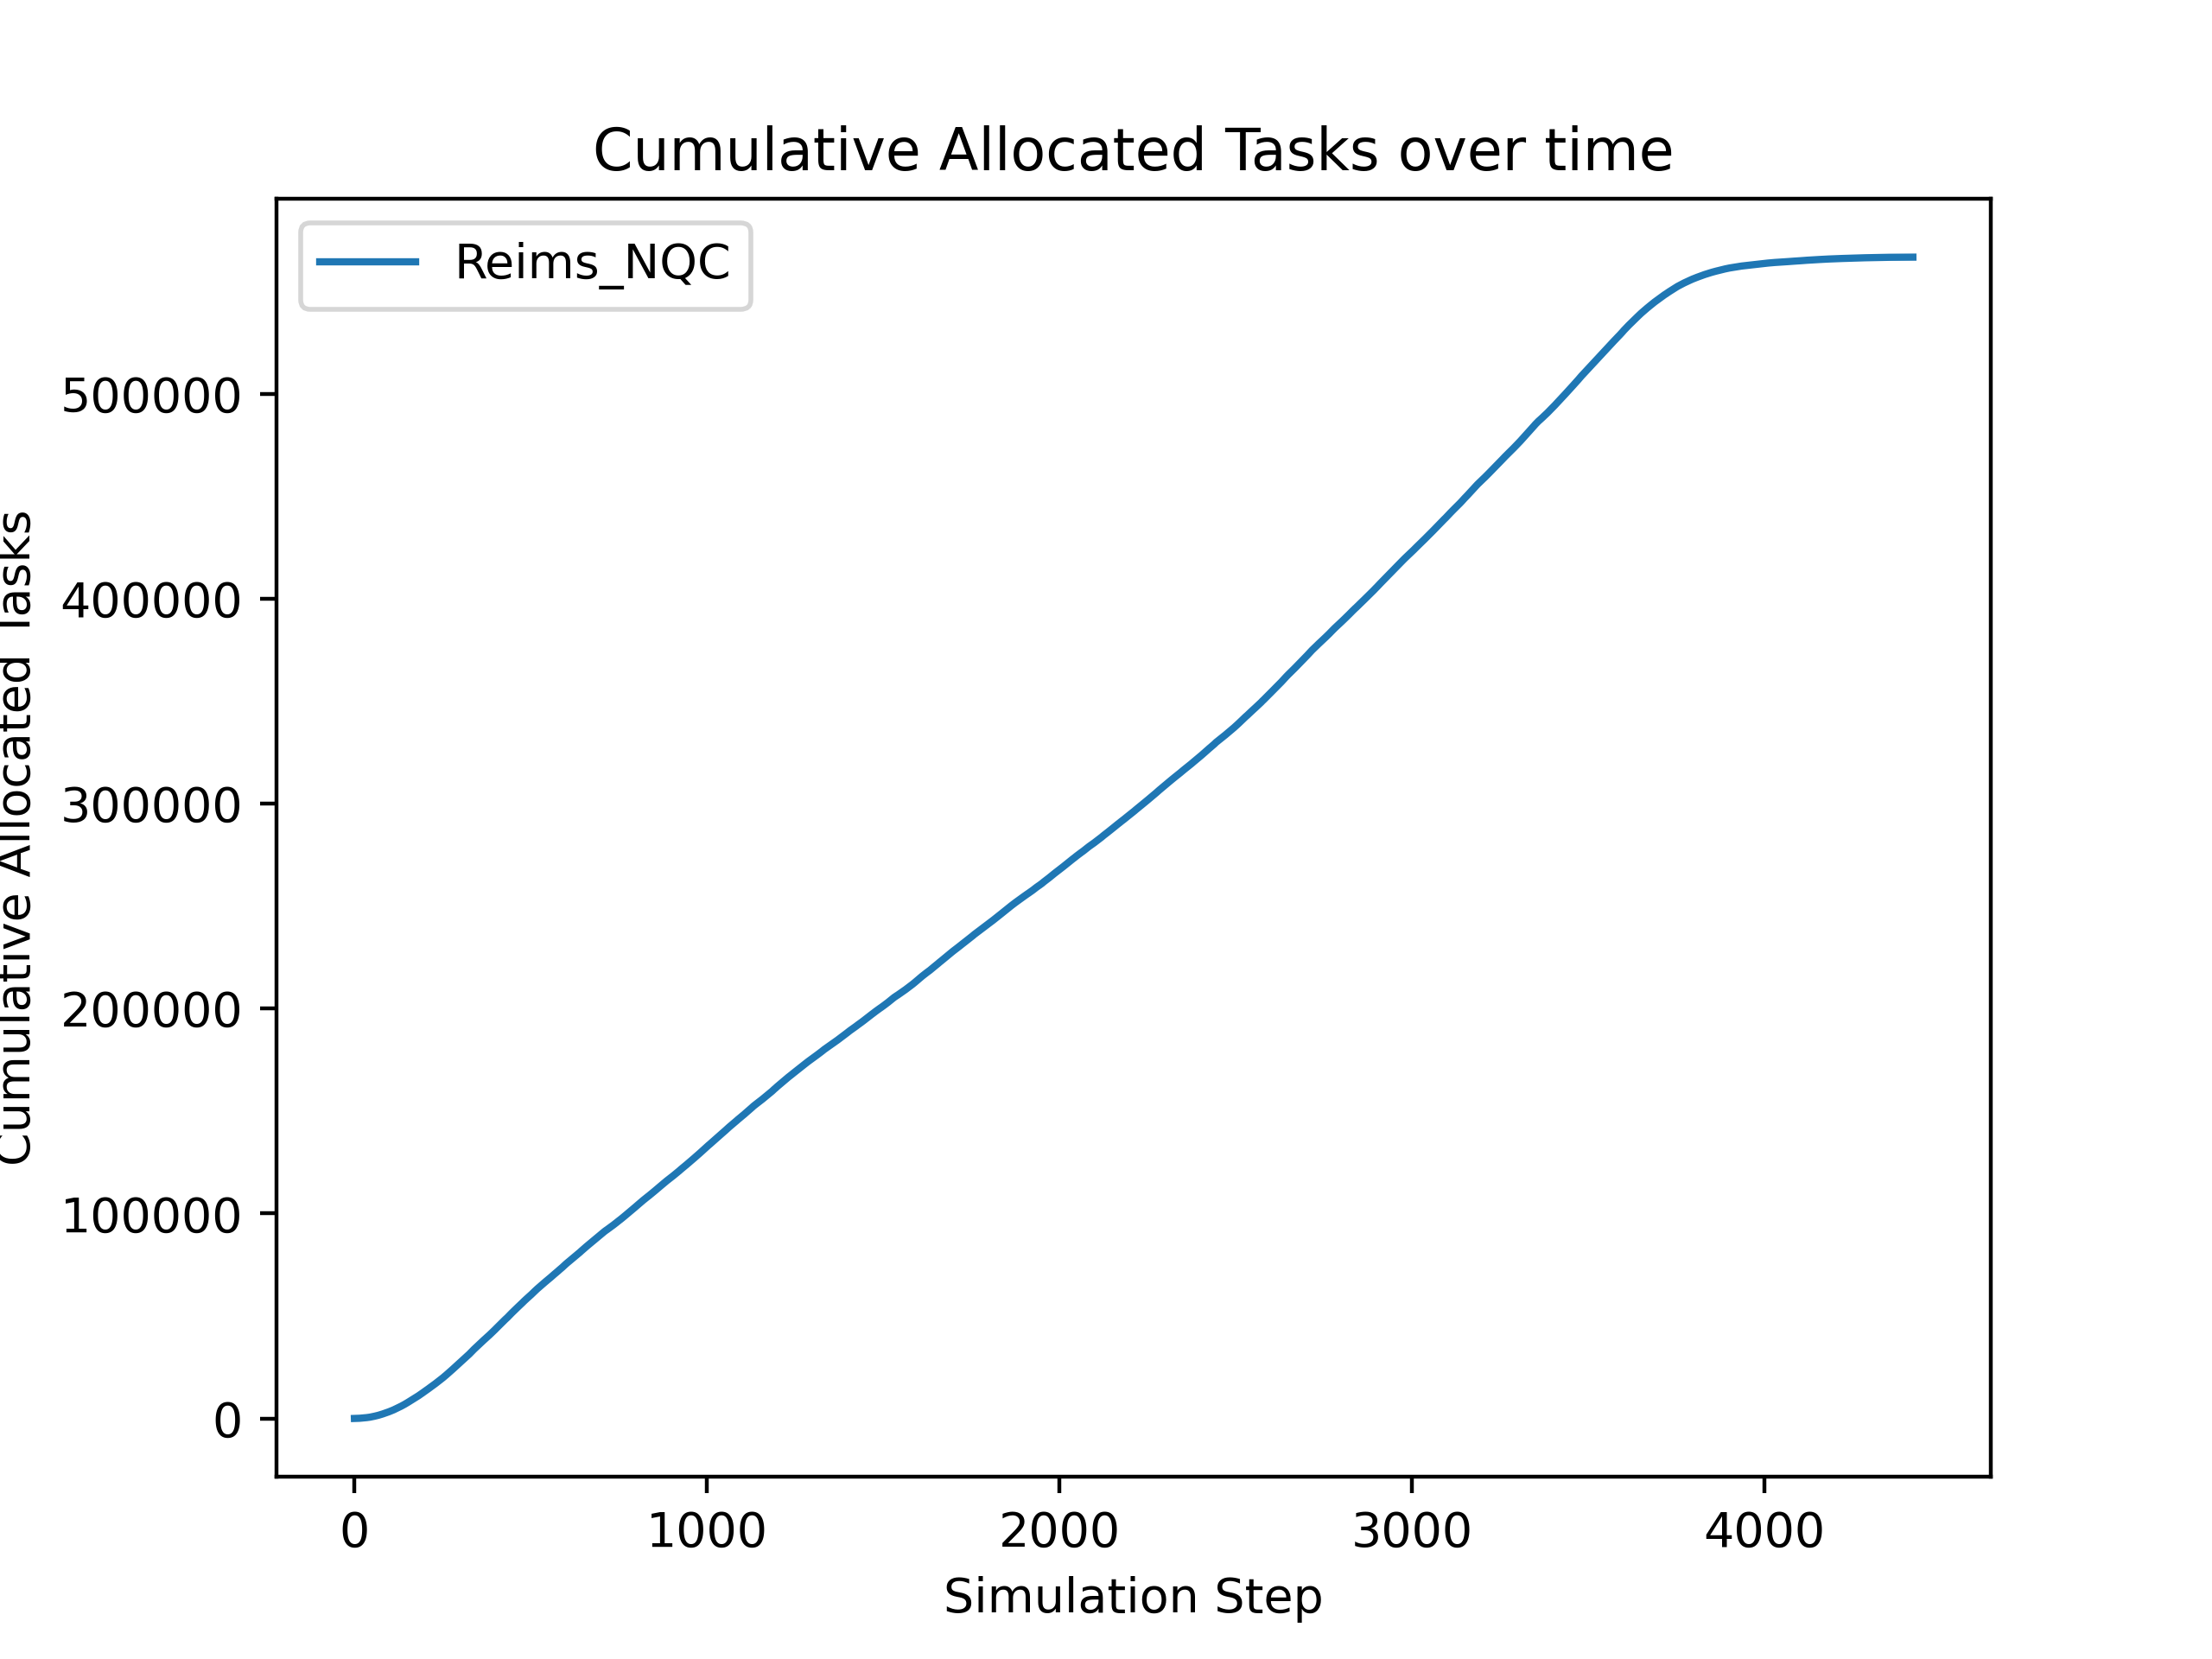 Cumulative Allocated Tasks over time
Reims_NQC
Cumulative Allocated Tasks
500000
400000
300000
200000
100000
0
0 1000 2000 3000 4000
Simulation Step